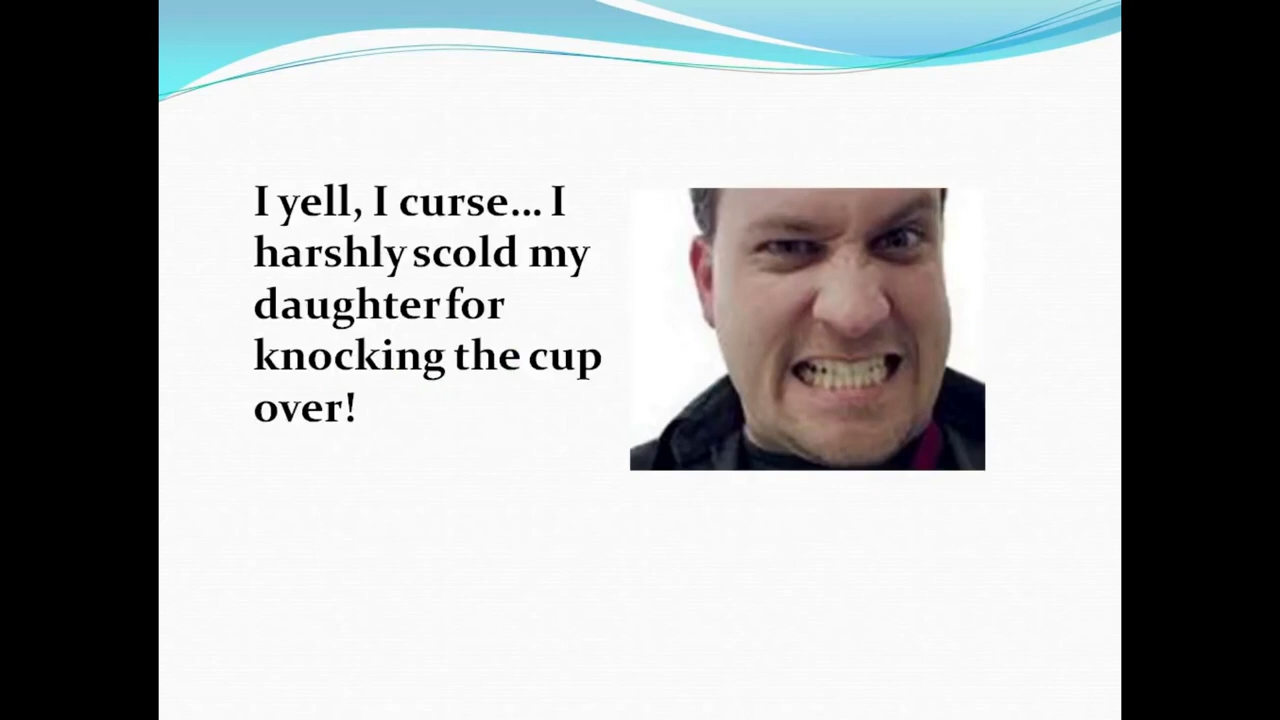 I yell, I curse... I
harshly scold my
daughter for
knocking the cup
over!